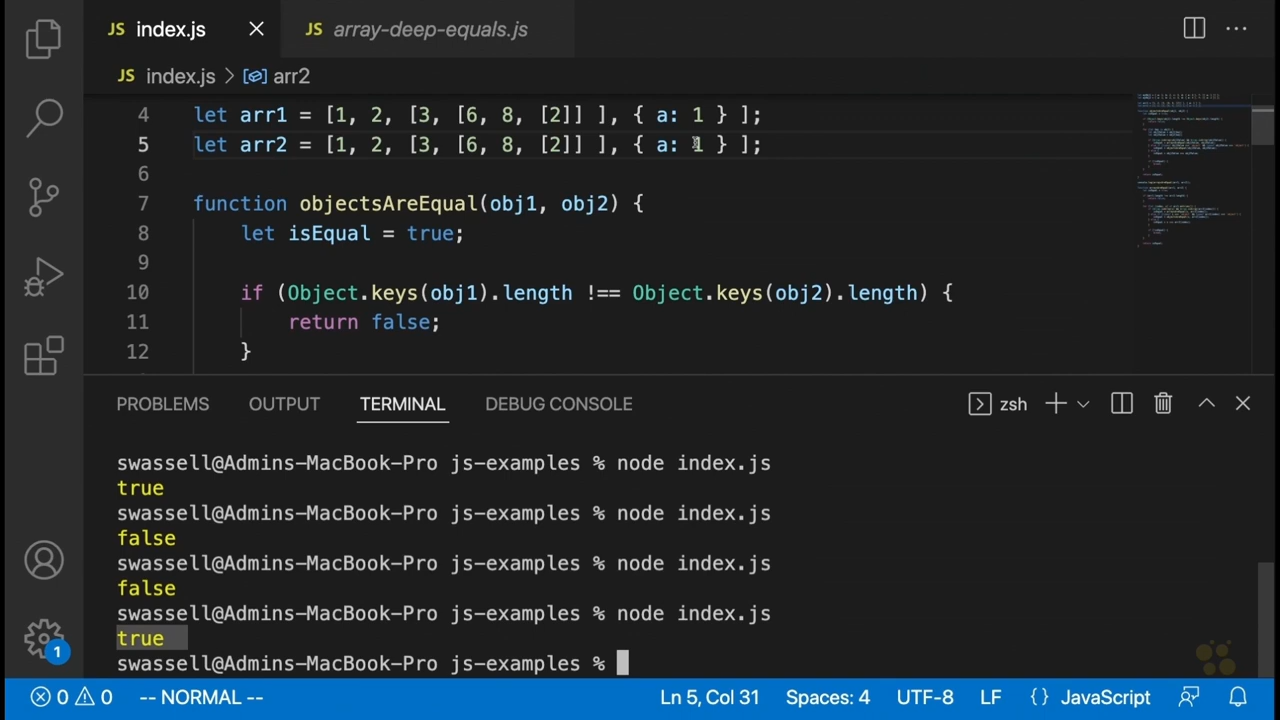 JS index.js JS array-deep-equals.js
JS index.js > arr2
4 let arr1 = [1, 2, [3, [6, 8, [2]] ], { a: 1 } ];
5 let arr2 = [1, 2, [3, [6, 8, [2]] ], { a: 1 } ];
6
7 function objectsAreEqual(obj1, obj2) {
8 let isEqual = true;
9
10 if (Object.keys(obj1).length !== Object.keys(obj2).length) {
11 return false;
12 }
PROBLEMS OUTPUT TERMINAL DEBUG CONSOLE zsh
swassell@Admins-MacBook-Pro js-examples % node index.js
true
swassell@Admins-MacBook-Pro js-examples % node index.js
false
swassell@Admins-MacBook-Pro js-examples % node index.js
false
swassell@Admins-MacBook-Pro js-examples % node index.js
true
swassell@Admins-MacBook-Pro js-examples %
1
0 0 -- NORMAL -- Ln 5, Col 31 Spaces: 4 UTF-8 LF {} JavaScript